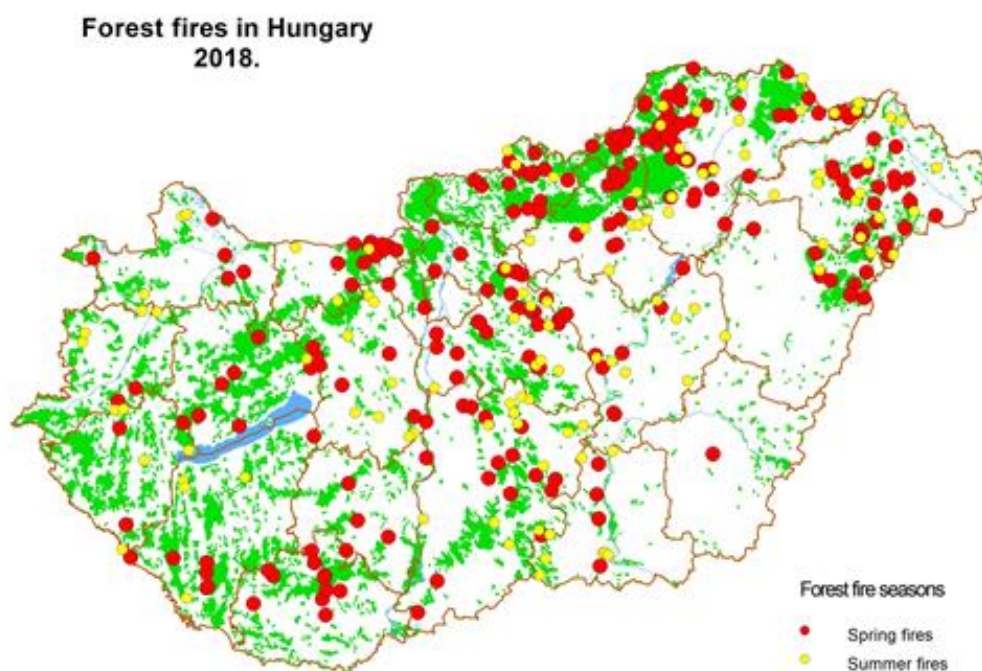 Forest fires in Hungary
2018.
Forest fire seasons
Spring fires
Summer fires